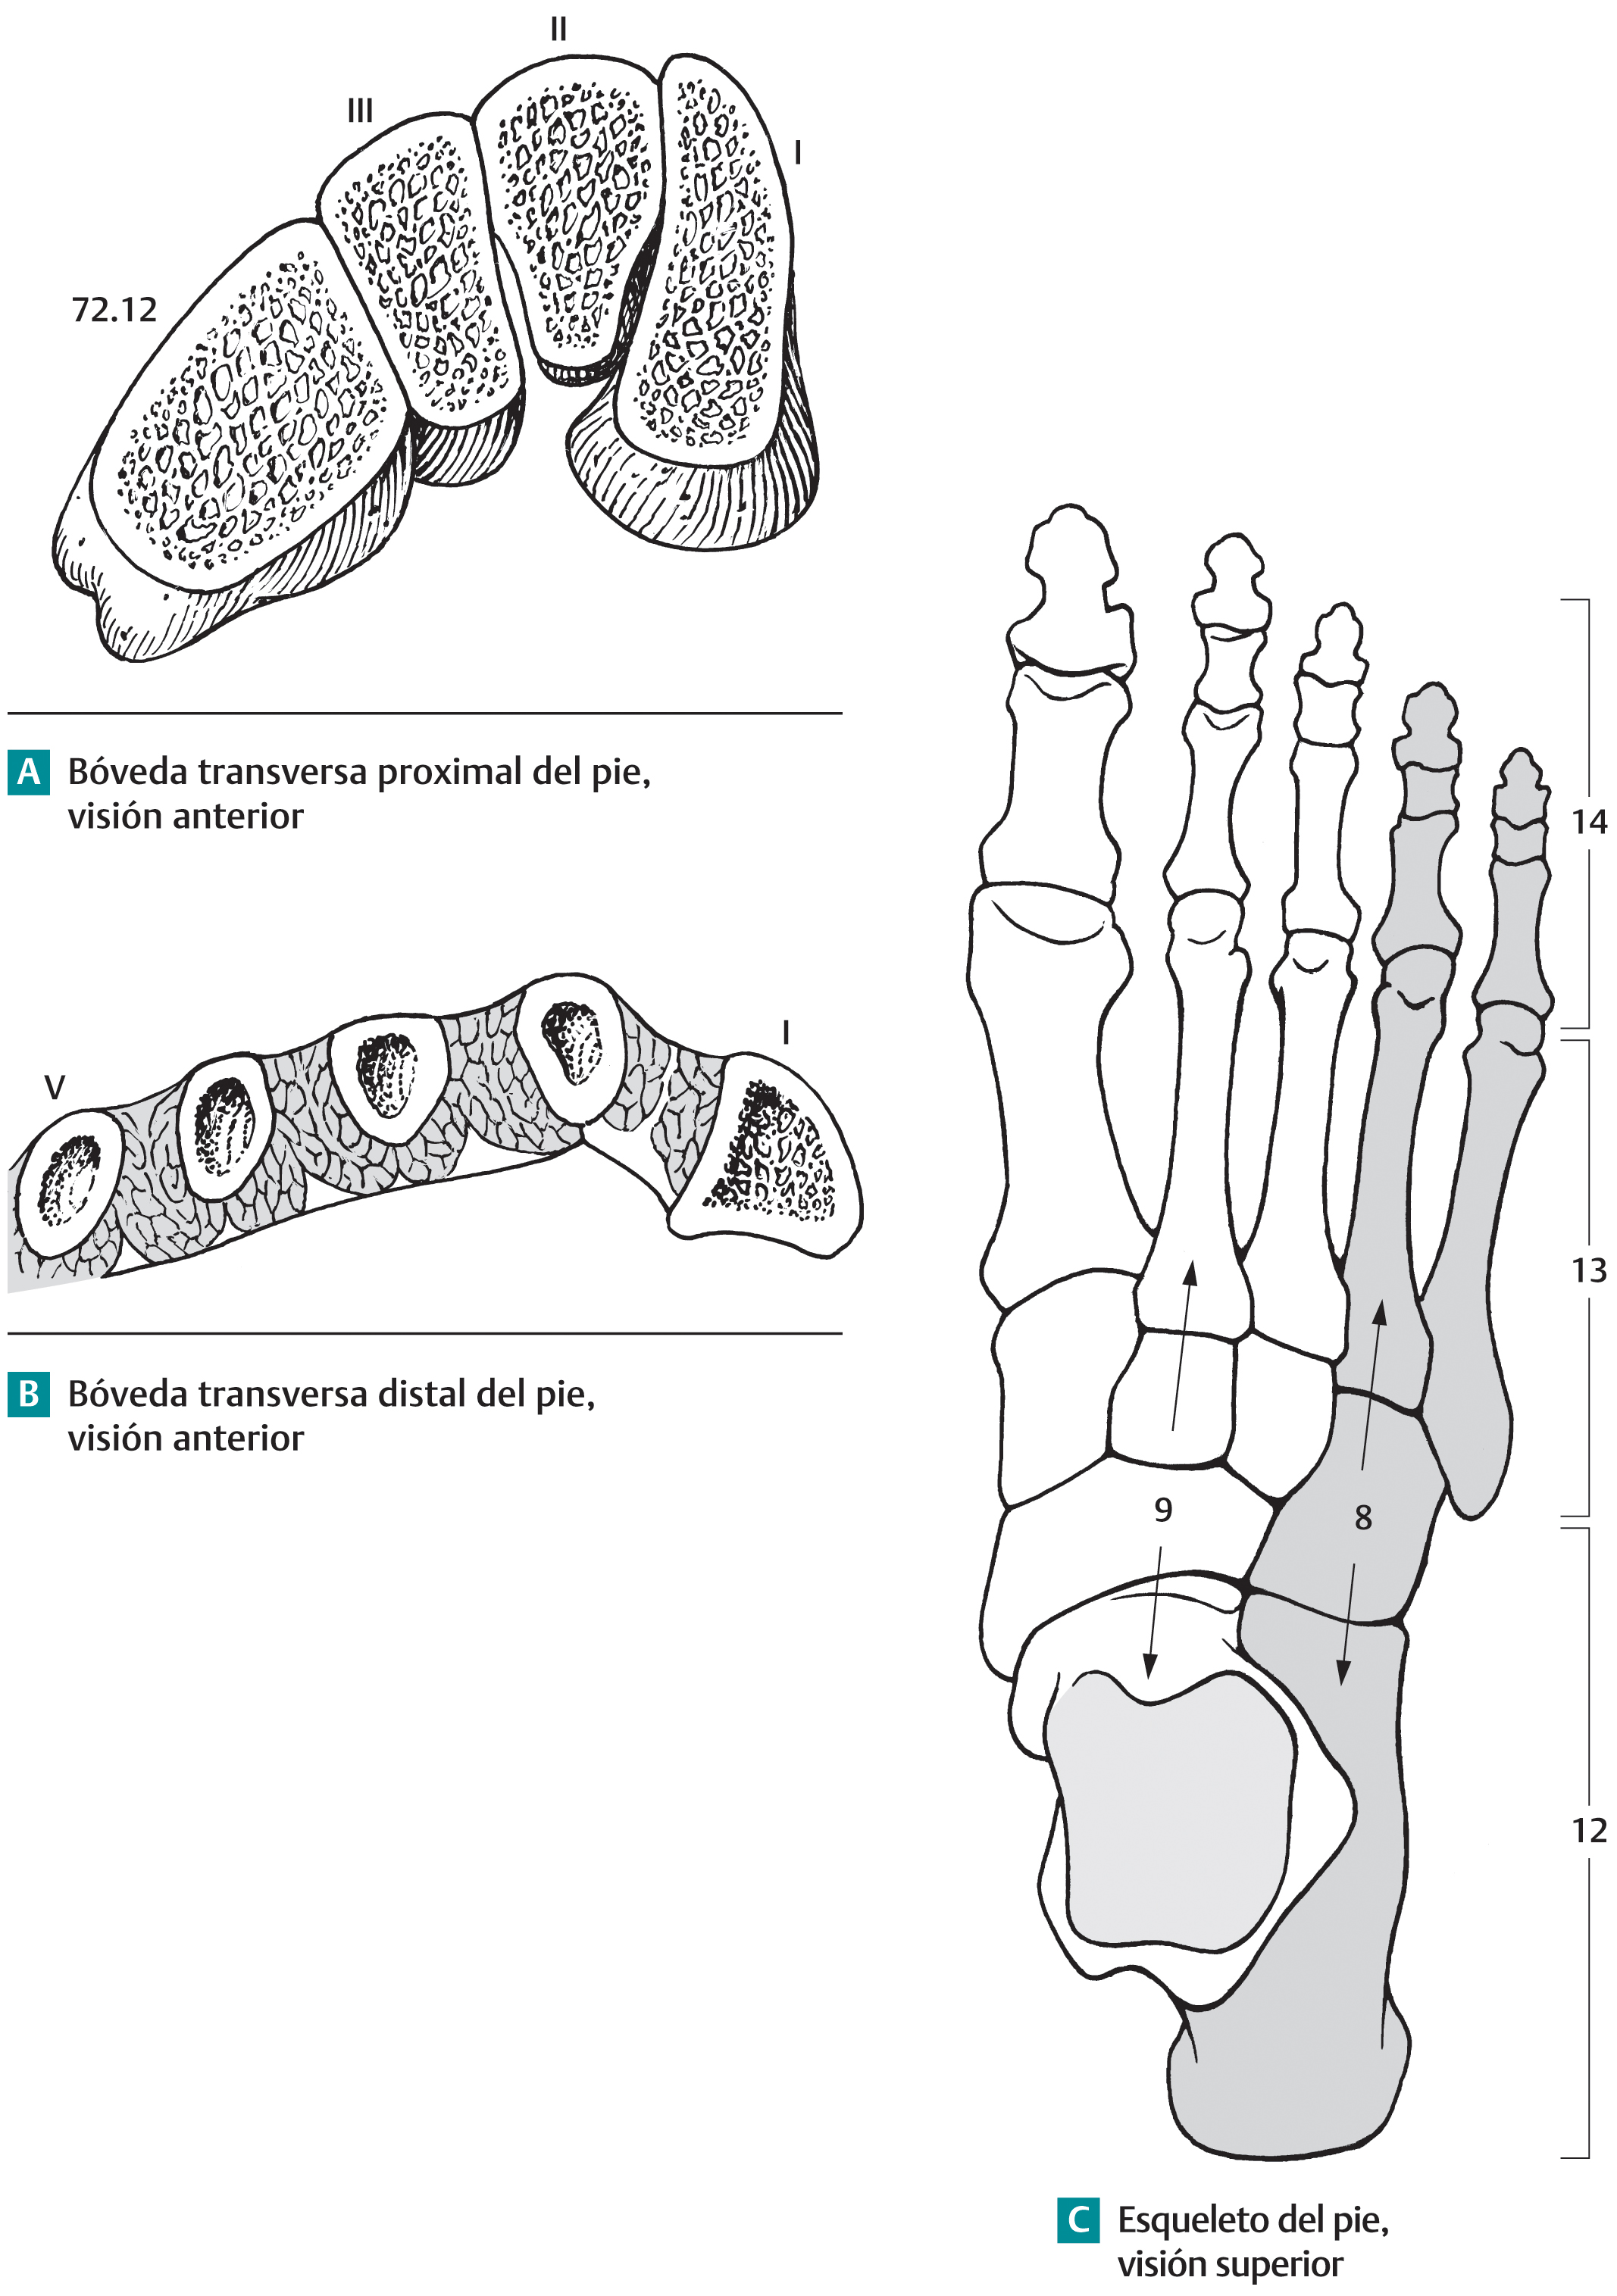 II
III
I
72.12
A Bóveda transversa proximal del pie,
visión anterior
I
V
B Bóveda transversa distal del pie,
visión anterior
14
13
9
8
12
C Esqueleto del pie,
visión superior